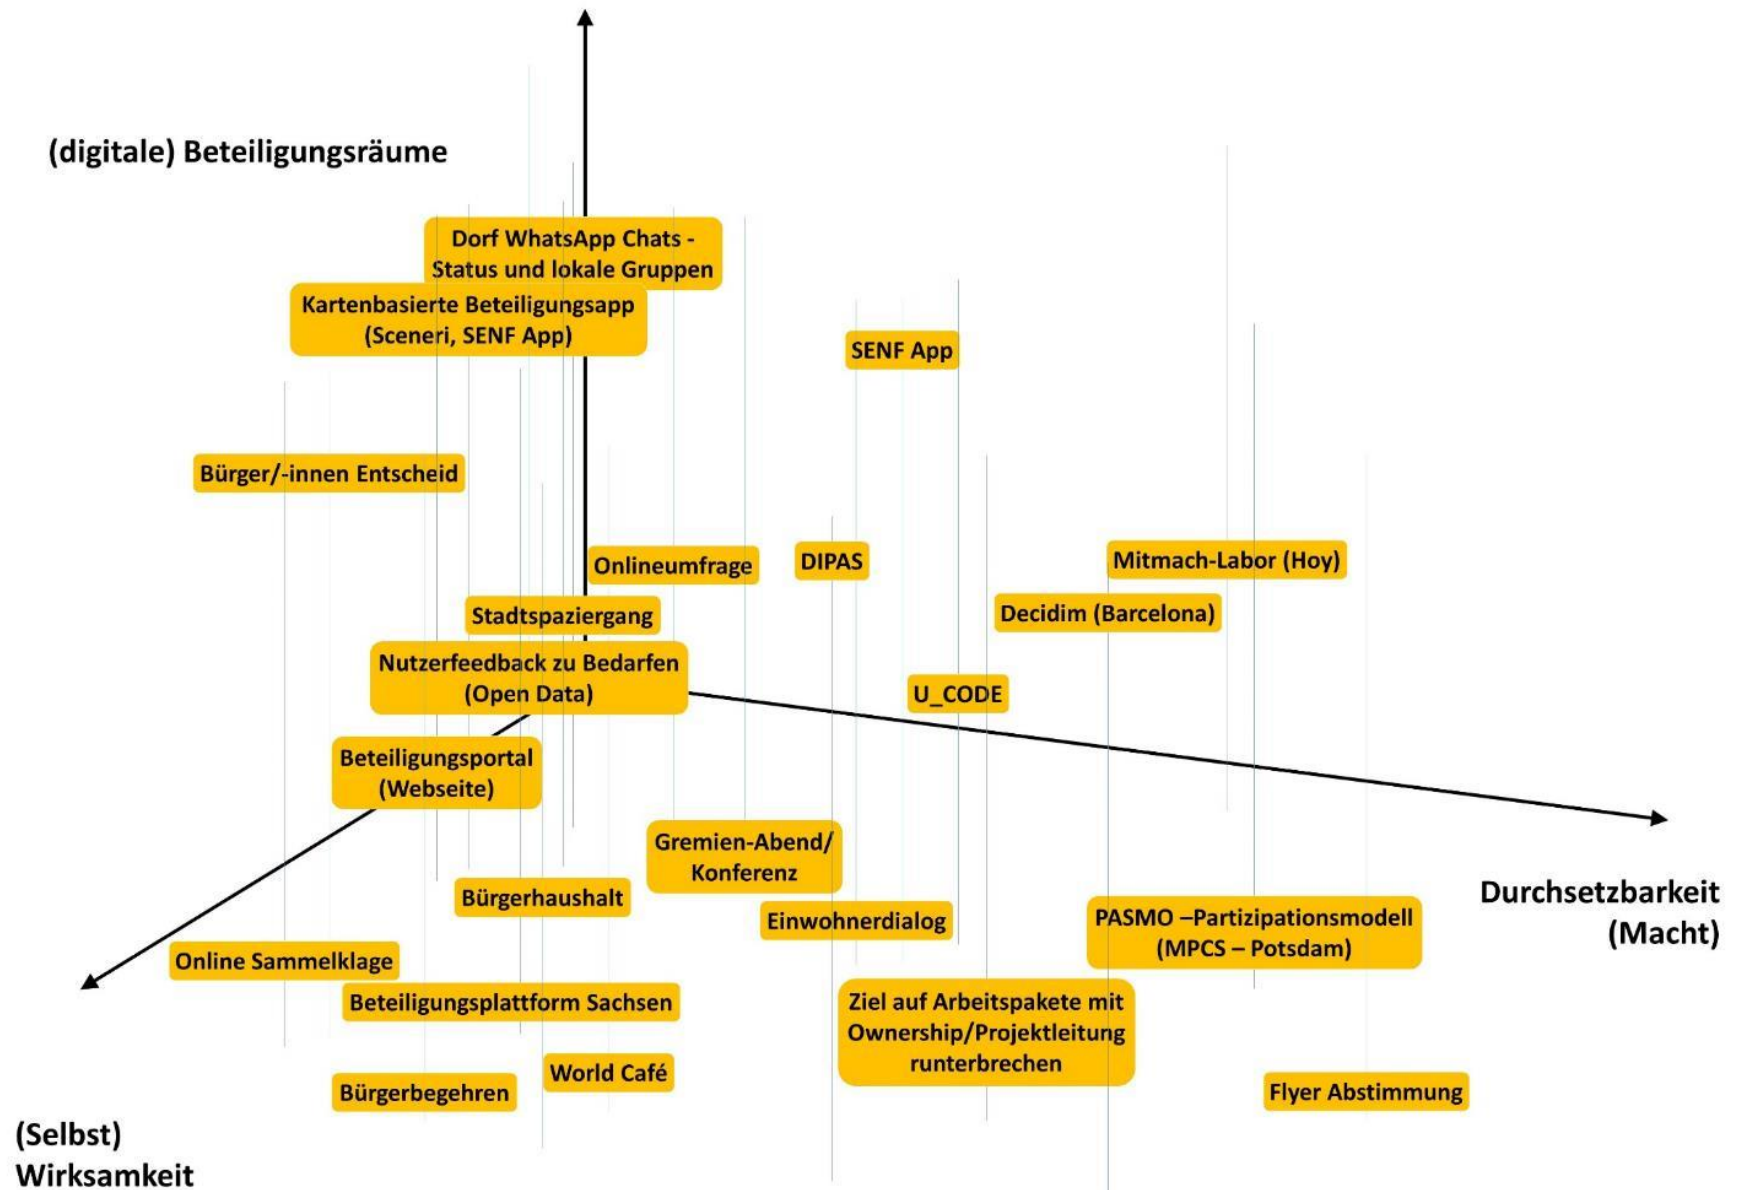 (digitale) Beteiligungsräume
Dorf WhatsApp Chats -
Status und lokale Gruppen
Kartenbasierte Beteiligungsapp
(Sceneri, SENF App)
SENF App
Bürger/-innen Entscheid
Onlineumfrage
DIPAS
Mitmach-Labor (Hoy)
Stadtspaziergang
Decidim (Barcelona)
Nutzerfeedback zu Bedarfen
(Open Data)
U_CODE
Beteiligungsportal
(Webseite)
Gremien-Abend/
Konferenz
Durchsetzbarkeit
(Macht)
Bürgerhaushalt
Einwohnerdialog
PASMO –Partizipationsmodell
(MPCS – Potsdam)
Online Sammelklage
Beteiligungsplattform Sachsen
Ziel auf Arbeitspakete mit
Ownership/Projektleitung
runterbrechen
World Café
Bürgerbegehren
Flyer Abstimmung
(Selbst)
Wirksamkeit